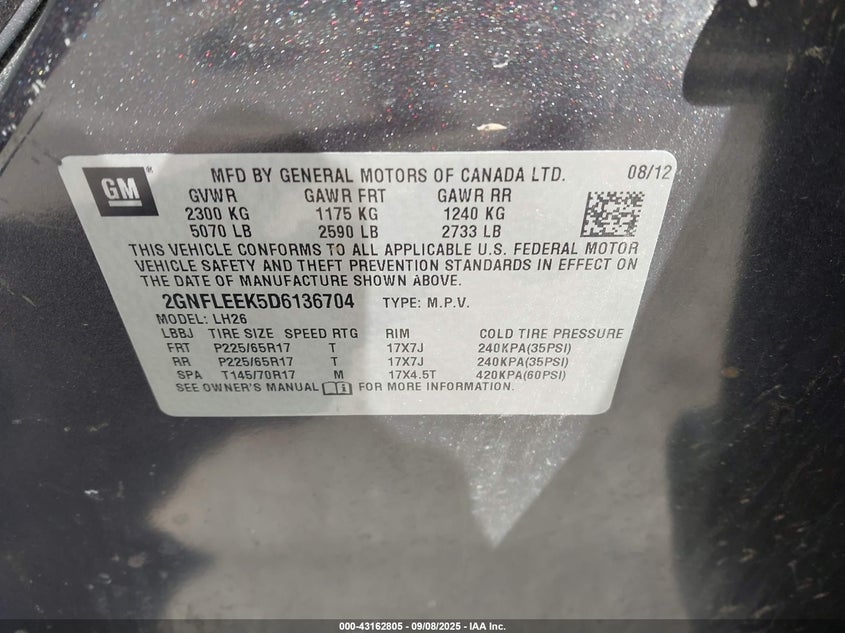 GM ®
MFD BY GENERAL MOTORS OF CANADA LTD. 08/12
GVWR GAWR FRT GAWR RR
2300 KG 1175 KG 1240 KG
5070 LB 2590 LB 2733 LB
THIS VEHICLE CONFORMS TO ALL APPLICABLE U.S. FEDERAL MOTOR
VEHICLE SAFETY AND THEFT PREVENTION STANDARDS IN EFFECT ON
THE DATE OF MANUFACTURE SHOWN ABOVE.
2GNFLEEK5D6136704 TYPE: M.P.V.
MODEL: LH26
LBBJ TIRE SIZE SPEED RTG RIM COLD TIRE PRESSURE
FRT P225/65R17 T 17X7J 240KPA(35PSI)
RR P225/65R17 T 17X7J 240KPA(35PSI)
SPA T145/70R17 M 17X4.5T 420KPA(60PSI)
SEE OWNER'S MANUAL FOR MORE INFORMATION.
000-43162805 - 09/08/2025 - IAA Inc.